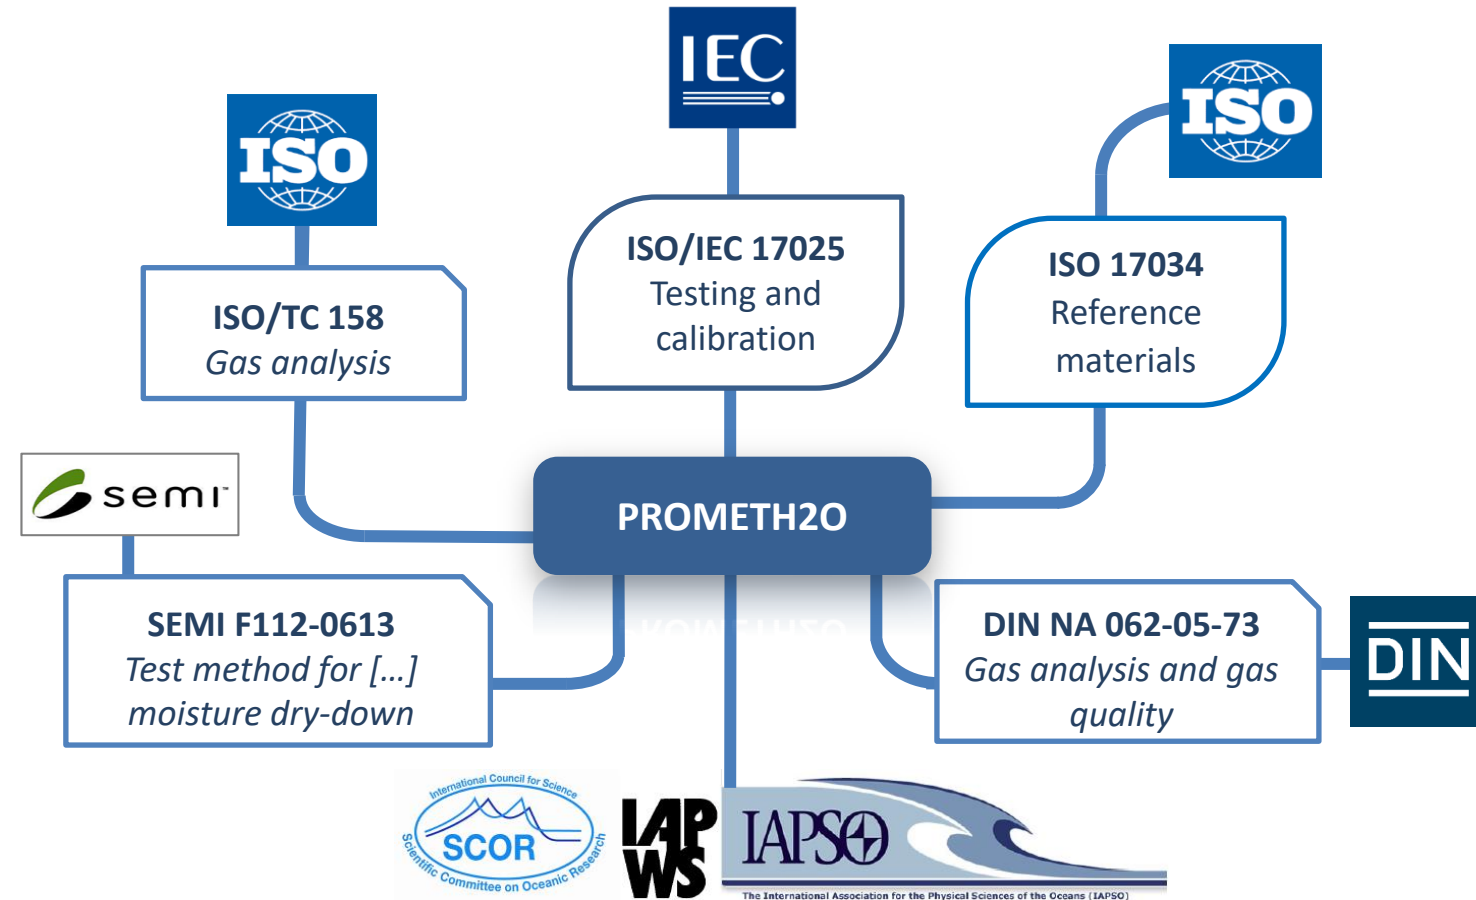 IEC
ISO
ISO
ISO/IEC 17025
Testing and
calibration
ISO 17034
Reference
materials
ISO/TC 158
Gas analysis
semi™
PROMETH2O
SEMI F112-0613
Test method for [...]
moisture dry-down
DIN NA 062-05-73
Gas analysis and gas
quality
DIN
International Council for Science
SCOR
Scientific Committee on Oceanic Research
IAP
WS
IAPSO
The International Association for the Physical Sciences of the Oceans (IAPSO)